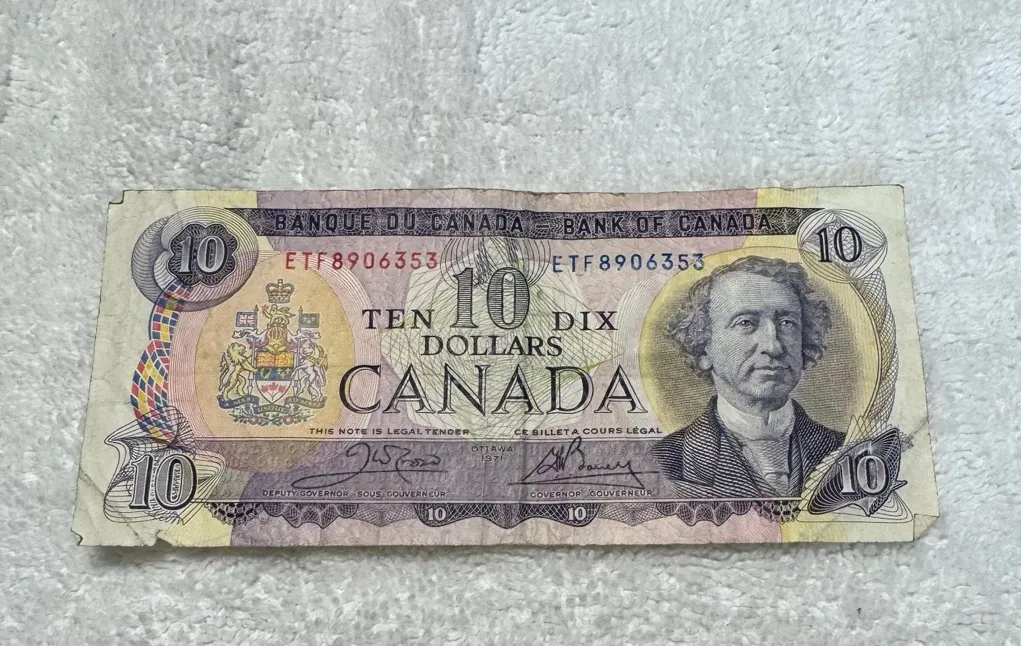 BANQUE DU CANADA – BANK OF CANADA
10 10
ETF8906353 ETF8906353
TEN 10 DIX
DOLLARS
CANADA
THIS NOTE IS LEGAL TENDER CE BILLET A COURS LÉGAL
OTTAWA
1971
10 10
DEPUTY GOVERNOR - SOUS-GOUVERNEUR GOVERNOR - GOUVERNEUR
10 10